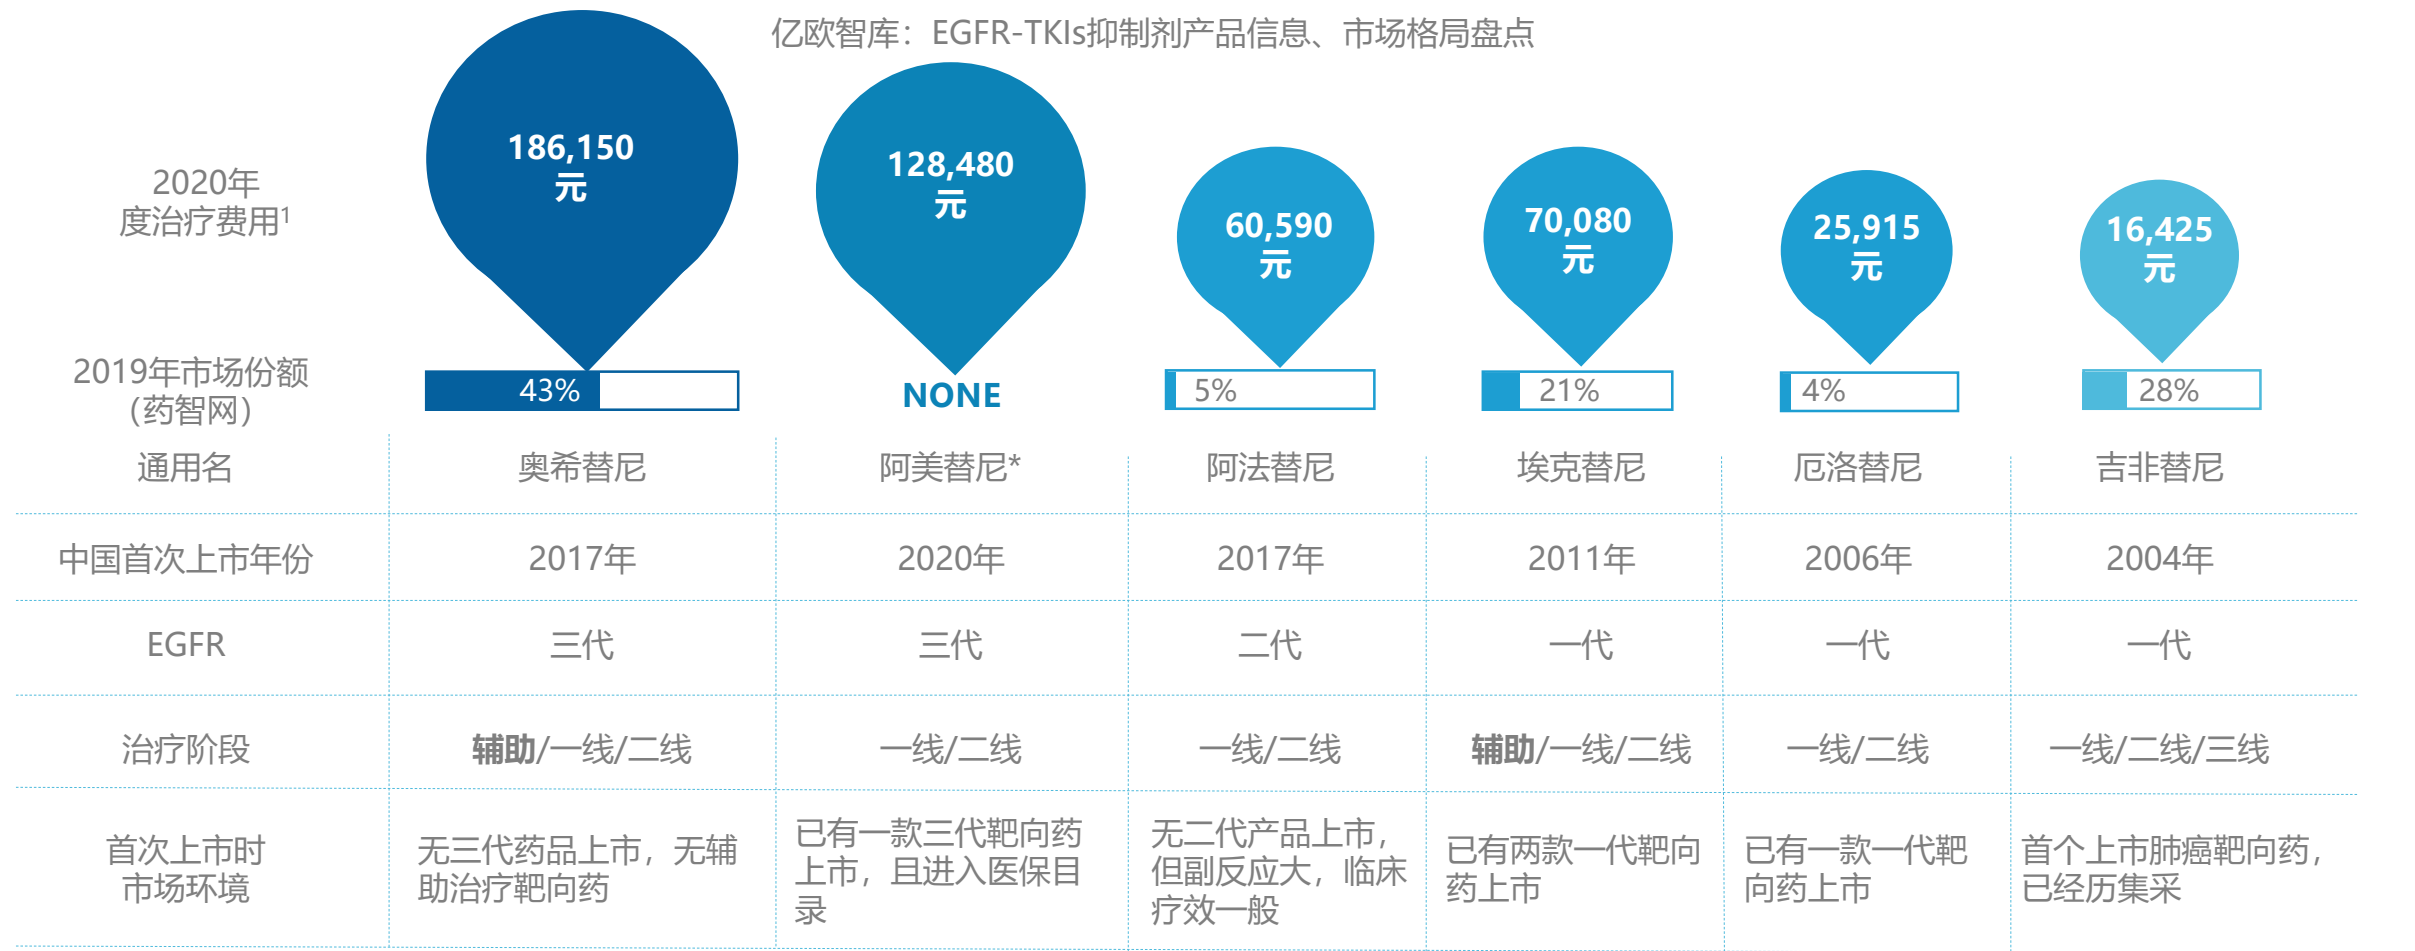 亿欧智库：EGFR-TKIs抑制剂产品信息、市场格局盘点
2020年
度治疗费用1
186,150
元
128,480
元
60,590
元
70,080
元
25,915
元
16,425
元
2019年市场份额
（药智网）
43%
NONE
5%
21%
4%
28%
通用名
奥希替尼
阿美替尼*
阿法替尼
埃克替尼
厄洛替尼
吉非替尼
中国首次上市年份
2017年
2020年
2017年
2011年
2006年
2004年
EGFR
三代
三代
二代
一代
一代
一代
治疗阶段
辅助/一线/二线
一线/二线
一线/二线
辅助/一线/二线
一线/二线
一线/二线/三线
首次上市时
市场环境
无三代药品上市，无辅
助治疗靶向药
已有一款三代靶向药
上市，且进入医保目
录
无二代产品上市，
但副反应大，临床
疗效一般
已有两款一代靶向
药上市
已有一款一代靶
向药上市
首个上市肺癌靶向药，
已经历集采